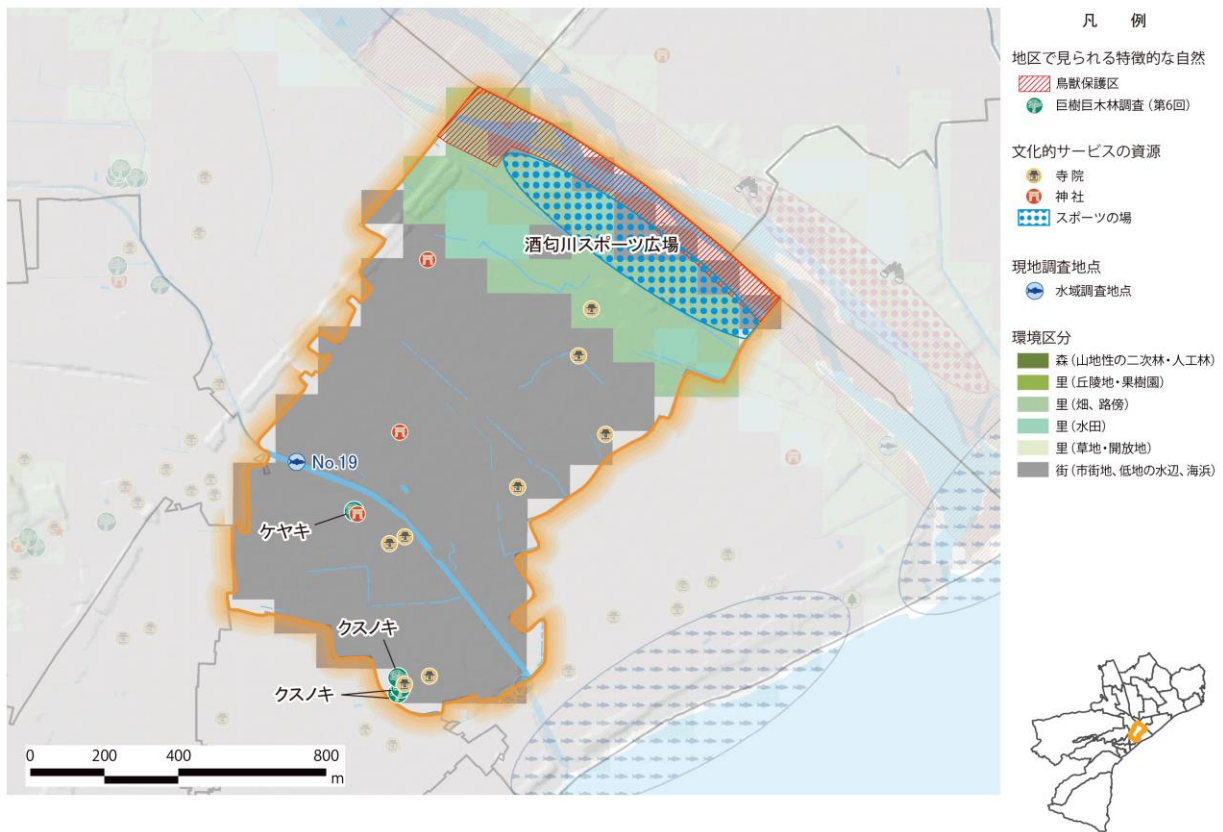 酒匂川スポーツ広場
No.19
ケヤキ
クスノキ
クスノキ
0 200 400 800
m
凡 例
地区で見られる特徴的な自然
鳥獣保護区
巨樹巨木林調査(第6回)
文化的サービスの資源
寺院
神社
スポーツの場
現地調査地点
水域調査地点
環境区分
森(山地性の二次林・人工林)
里(丘陵地・果樹園)
里(畑、路傍)
里(水田)
里(草地・開放地)
街(市街地、低地の水辺、海浜)